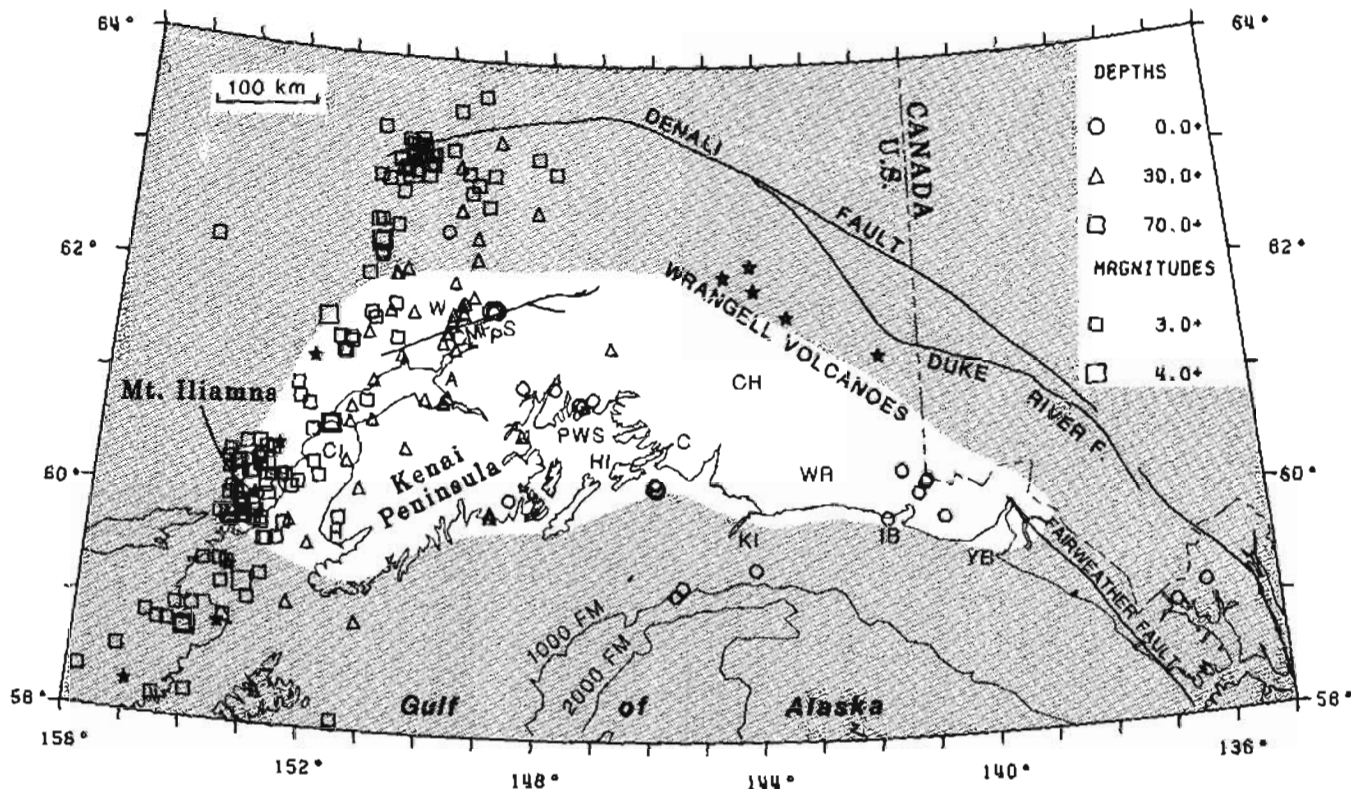 64°
64°
100 km
DEPTHS
0.0+
30.0+
70.0+
MAGNITUDES
3.0+
4.0+
DENALI
FAULT
CANADA
U.S.
62°
62°
WRANGELL VOLCANOES
DUKE
RIVER F.
W
S
CH
A
Mt. Iliamna
CI
PWS
HI
C
WA
60°
60°
Kenai
Peninsula
H
KI
IB
YB
FAIRWEATHER FAULT
1000 FM
2000 FM
58°
58°
Gulf
of
Alaska
156°
152°
148°
144°
140°
136°